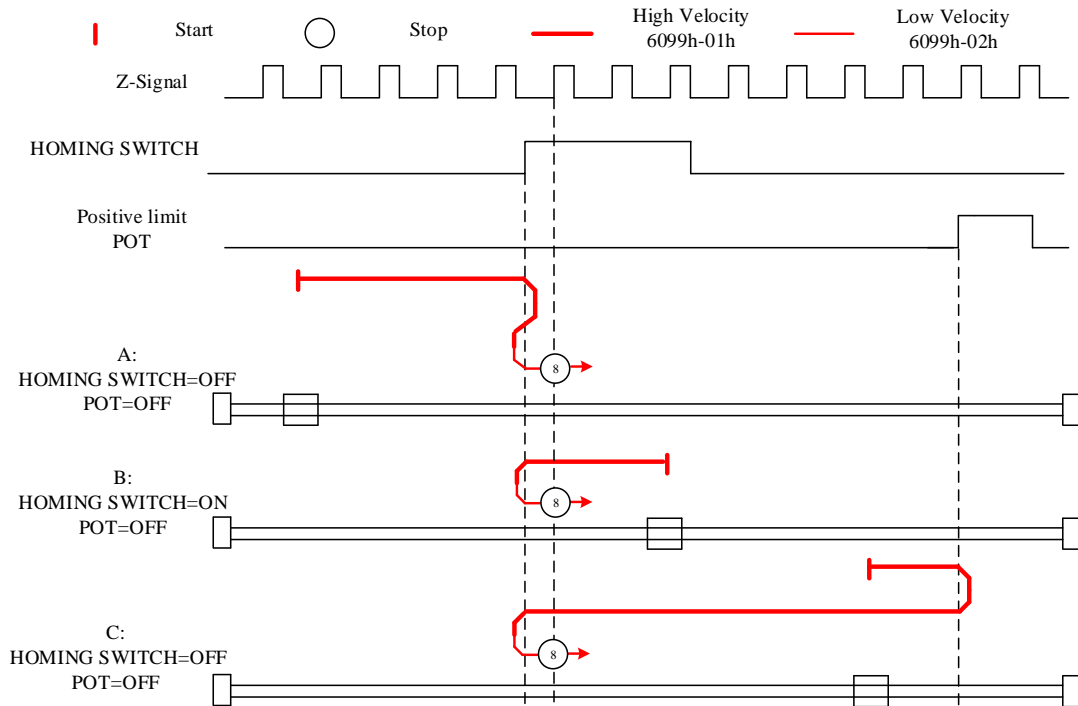 Start
Stop
High Velocity
6099h-01h
Low Velocity
6099h-02h
Z-Signal
HOMING SWITCH
Positive limit
POT
8
A:
HOMING SWITCH=OFF
POT=OFF
8
B:
HOMING SWITCH=ON
POT=OFF
8
C:
HOMING SWITCH=OFF
POT=OFF